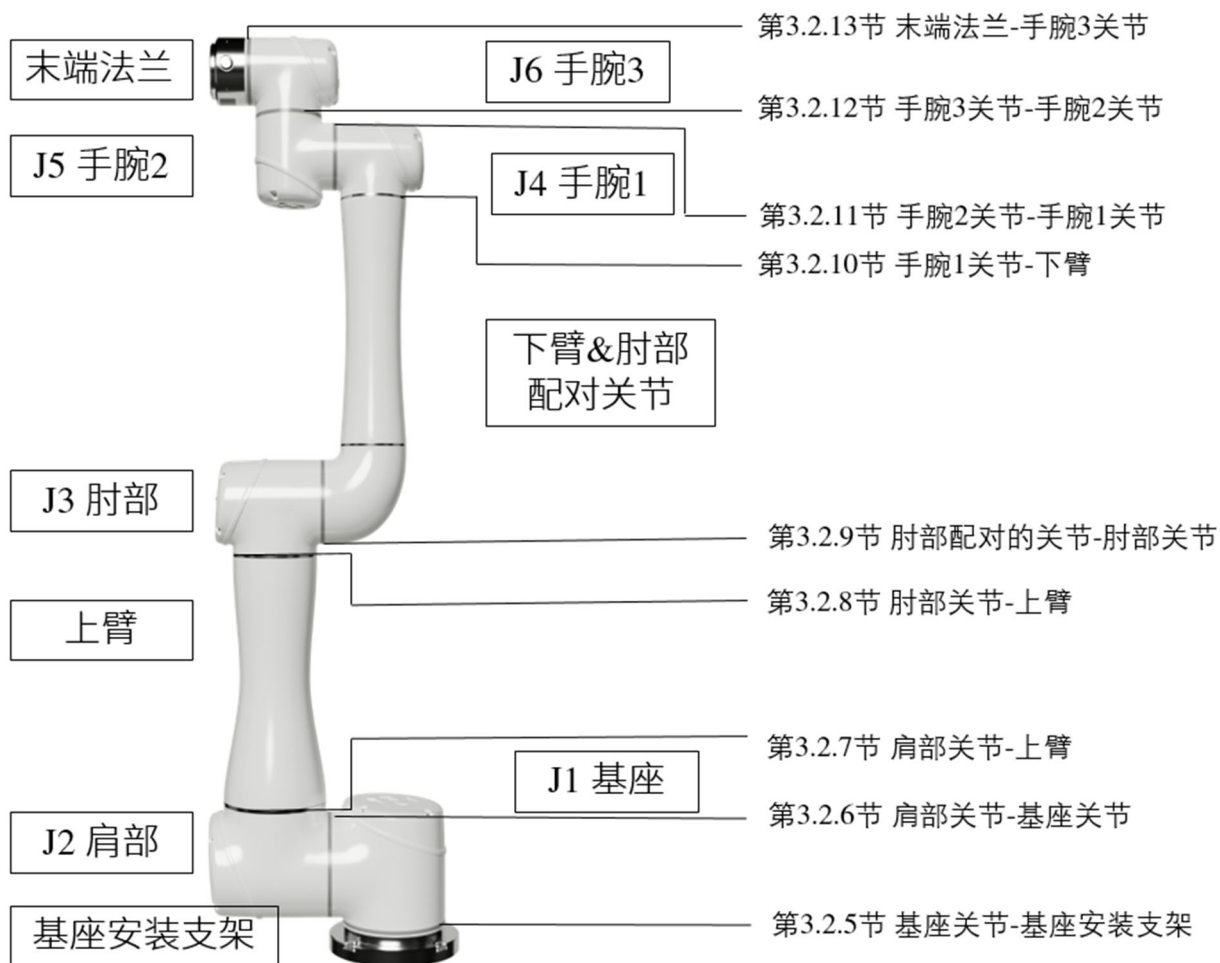 第3.2.13节 末端法兰-手腕3关节
末端法兰
J6 手腕3
第3.2.12节 手腕3关节-手腕2关节
J5 手腕2
J4 手腕1
第3.2.11节 手腕2关节-手腕1关节
第3.2.10节 手腕1关节-下臂
下臂&肘部
配对关节
J3 肘部
第3.2.9节 肘部配对的关节-肘部关节
第3.2.8节 肘部关节-上臂
上臂
第3.2.7节 肩部关节-上臂
J1 基座
第3.2.6节 肩部关节-基座关节
J2 肩部
第3.2.5节 基座关节-基座安装支架
基座安装支架